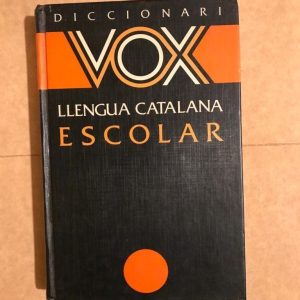 DICCIONARI
VOX
LLENGUA CATALANA
ESCOLAR